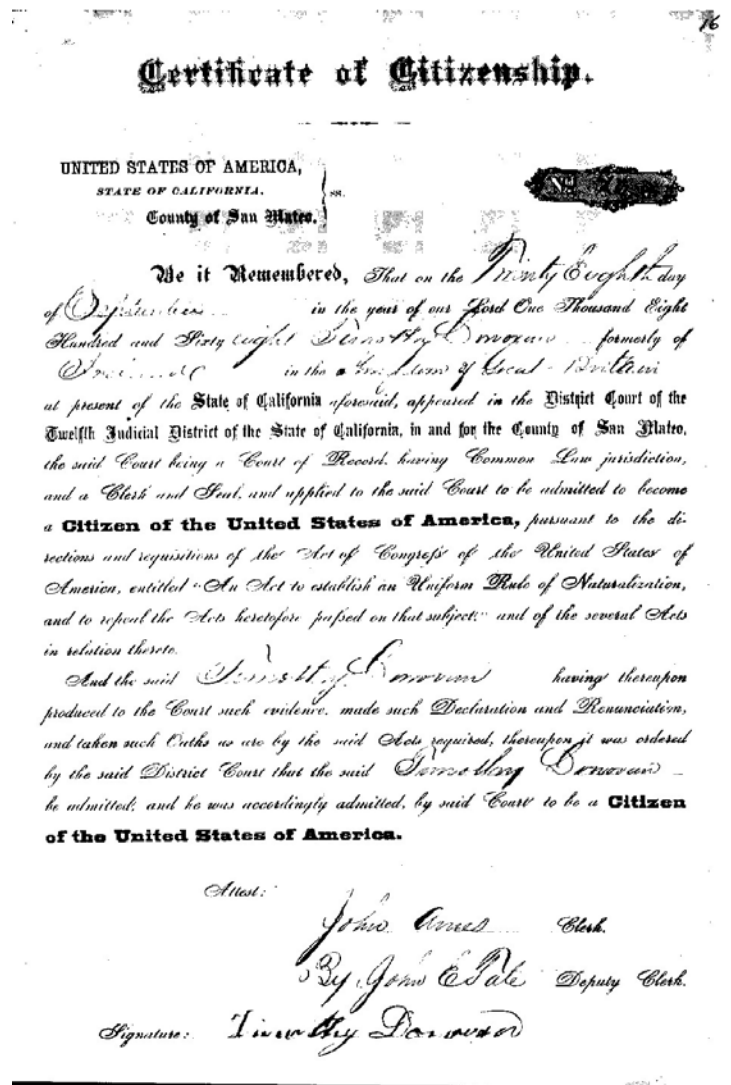 16
Certificate of Citizenship.
UNITED STATES OF AMERICA,
STATE OF CALIFORNIA.
County of San Mateo.
ss.
No.
Be it Remembered, That on the Twenty Eighth day
of September in the year of our Lord One Thousand Eight
Hundred and Sixty eight Timothy Donovan formerly of
Ireland in the Kingdom of Great Britain
at present of the State of California aforesaid, appeared in the District Court of the
Twelfth Judicial District of the State of California, in and for the County of San Mateo,
the said Court being a Court of Record, having Common Law jurisdiction,
and a Clerk and Seal, and applied to the said Court to be admitted to become
a Citizen of the United States of America, pursuant to the di-
rections and requisitions of the Act of Congress of the United States of
America, entitled "An Act to establish an Uniform Rule of Naturalization,
and to repeal the Acts heretofore passed on that subject:" and of the several Acts
in relation thereto.
And the said Timothy Donovan having thereupon
produced to the Court such evidence, made such Declaration and Renunciation,
and taken such Oaths as are by the said Acts required, thereupon it was ordered
by the said District Court that the said Timothy Donovan
be admitted, and he was accordingly admitted, by said Court to be a Citizen
of the United States of America.
Attest:
John Ames Clerk.
By John E Tate Deputy Clerk.
Signature: Timothy Donovan